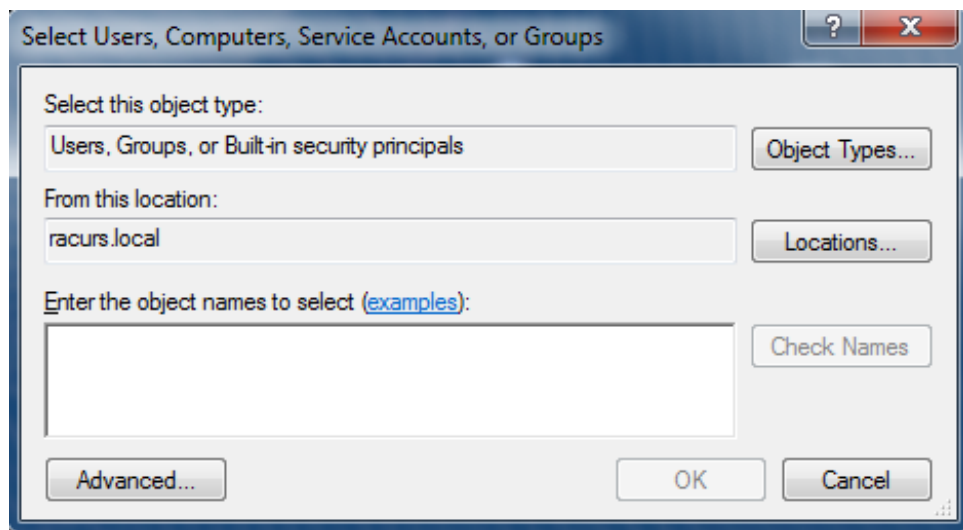 Select Users, Computers, Service Accounts, or Groups
Select this object type:
Users, Groups, or Built-in security principals
Object Types...
From this location:
racurs.local
Locations...
Enter the object names to select (examples):
Check Names
Advanced...
OK
Cancel